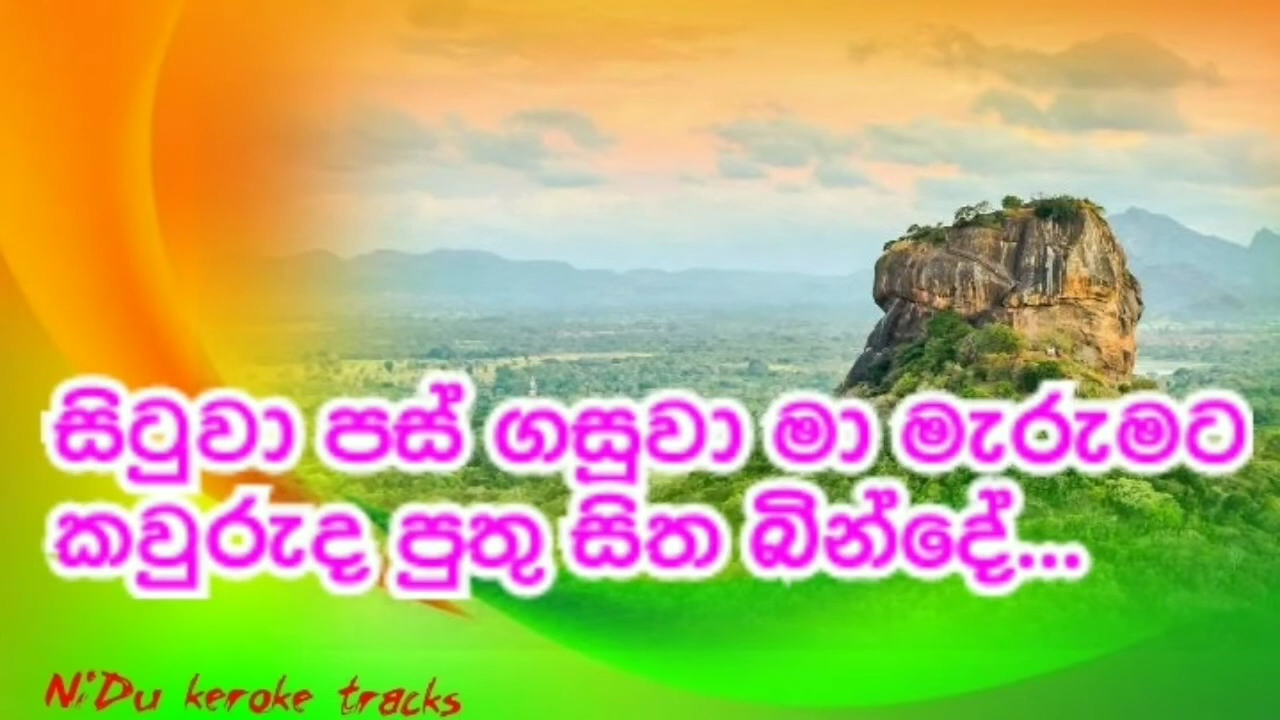 සිටුවා පස් ගසුවා මා මැරුමට
කවුරුද පුතු සිත බින්දේ...
NiDu keroke tracks